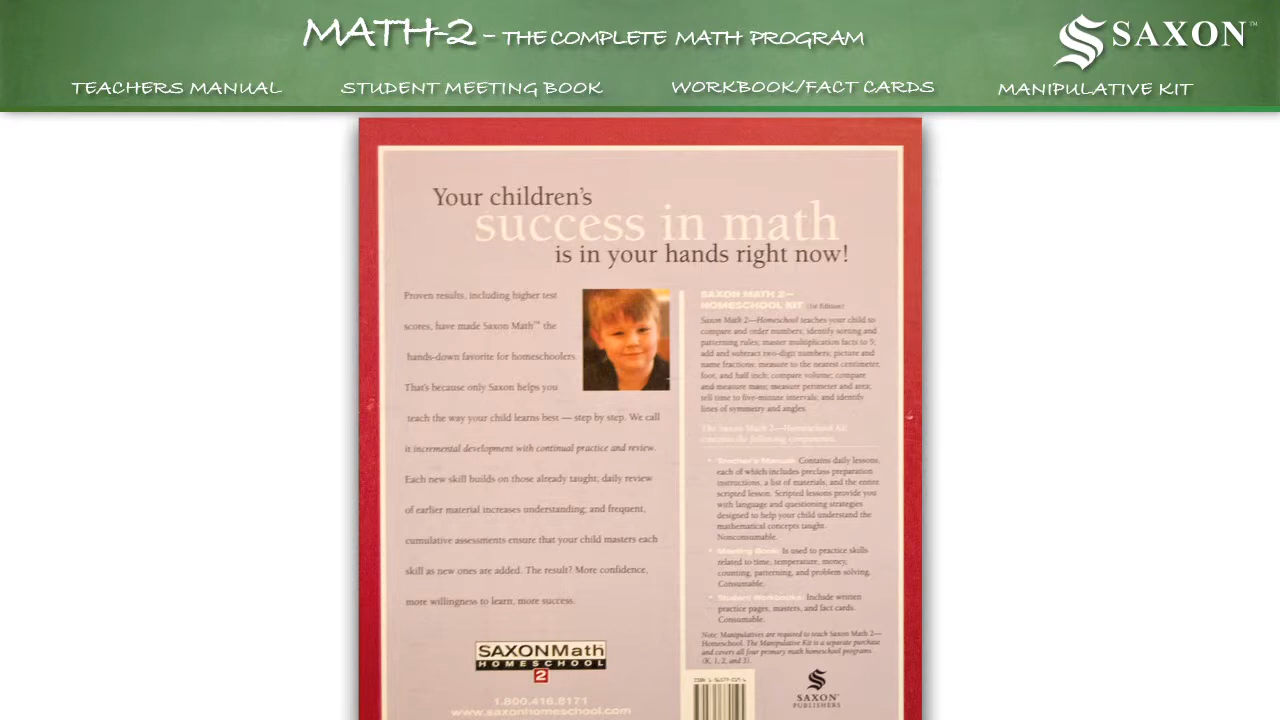 MATH-2 - THE COMPLETE MATH PROGRAM
SAXON™
TEACHERS MANUAL STUDENT MEETING BOOK WORKBOOK/FACT CARDS MANIPULATIVE KIT
Your children's
success in math
is in your hands right now!
Proven results, including higher test
scores, have made Saxon Math™ the
hands-down favorite for homeschoolers.
That's because only Saxon helps you
teach the way your child learns best — step by step. We call
it incremental development with continual practice and review.
Each new skill builds on those already taught; daily review
of earlier material increases understanding; and frequent,
cumulative assessments ensure that your child masters each
skill as new ones are added. The result? More confidence,
more willingness to learn, more success.
SAXONMath
HOMESCHOOL
2
1.800.416.8171
www.saxonhomeschool.com
SAXON MATH 2—
HOMESCHOOL KIT (1st Edition)
Saxon Math 2—Homeschool teaches your child to
compare and order numbers; identify sorting and
patterning rules; master multiplication facts to 5;
add and subtract two-digit numbers; picture and
name fractions; measure to the nearest centimeter,
foot, and half inch; compare volume; compare
and measure mass; measure perimeter and area;
tell time to five-minute intervals; and identify
lines of symmetry and angles.
The Saxon Math 2—Homeschool Kit
contains the following components:
• Teacher's Manual: Contains daily lessons,
each of which includes preclass preparation
instructions, a list of materials, and the entire
scripted lesson. Scripted lessons provide you
with language and questioning strategies
designed to help your child understand the
mathematical concepts taught.
Nonconsumable.
• Meeting Book: Is used to practice skills
related to time, temperature, money,
counting, patterning, and problem solving.
Consumable.
• Student Workbooks: Include written
practice pages, masters, and fact cards.
Consumable.
Note: Manipulatives are required to teach Saxon Math 2—
Homeschool. The Manipulative Kit is a separate purchase
and covers all four primary math homeschool programs
(K, 1, 2, and 3).
SAXON™
PUBLISHERS